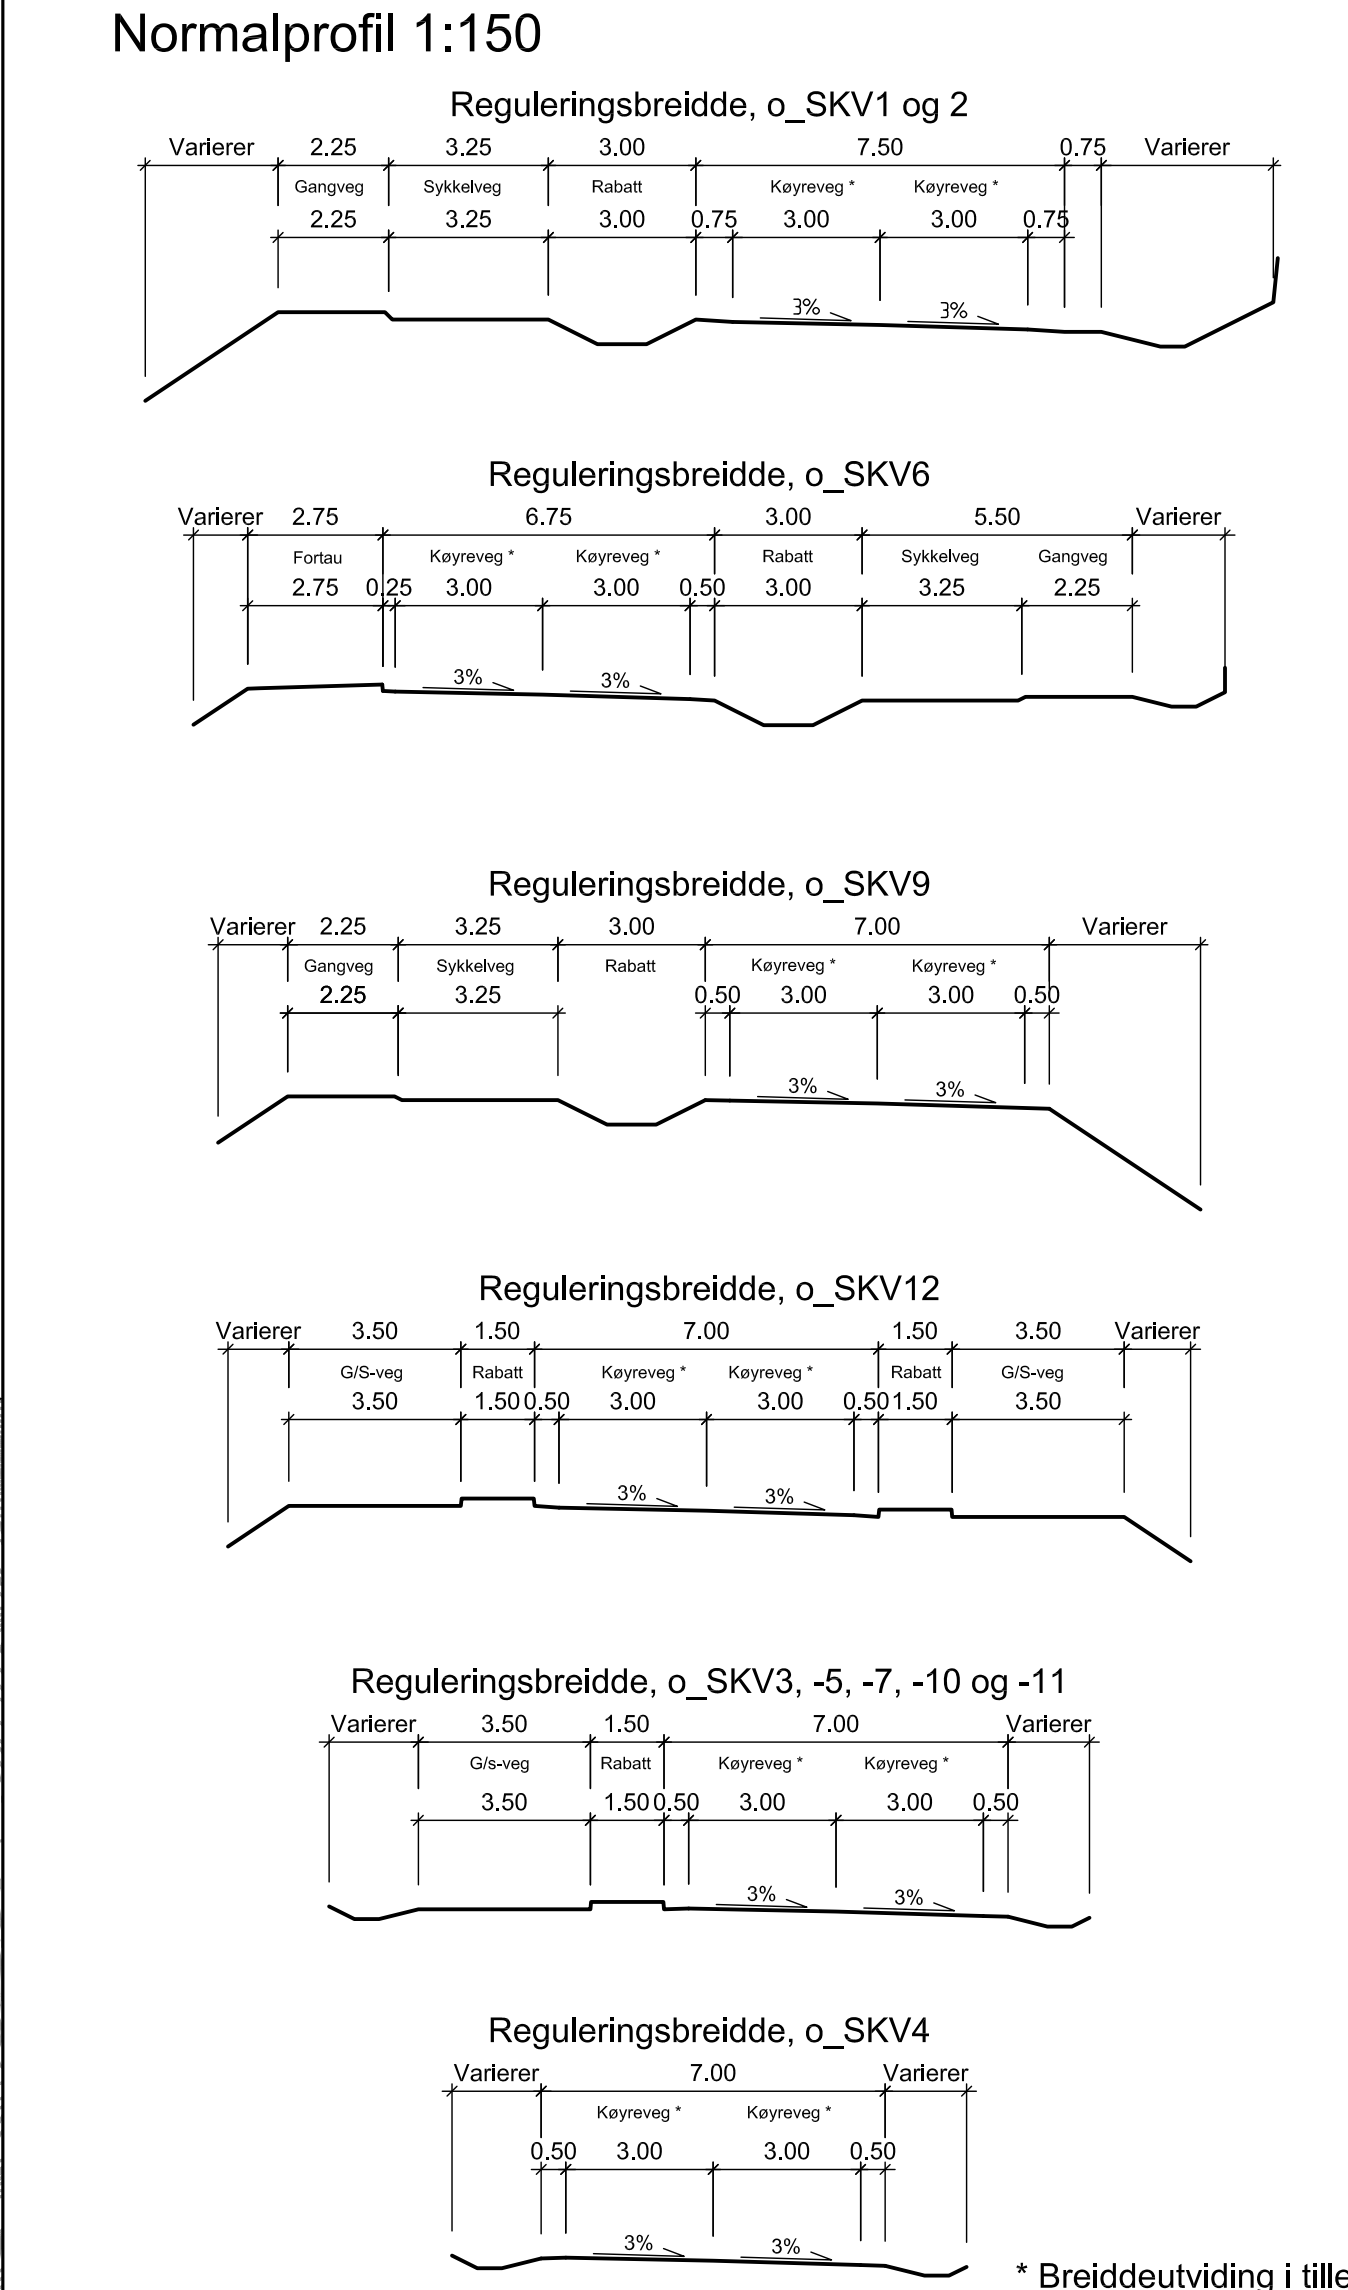 Normalprofil 1:150
Reguleringsbreidde, o_SKV1 og 2
Varierer 2.25 3.25 3.00 7.50 0.75 Varierer
Gangveg Sykkelveg Rabatt Køyreveg * Køyreveg *
2.25 3.25 3.00 0.75 3.00 3.00 0.75
3% 3%
Reguleringsbreidde, o_SKV6
Varierer 2.75 6.75 3.00 5.50 Varierer
Fortau Køyreveg * Køyreveg * Rabatt Sykkelveg Gangveg
2.75 0.25 3.00 3.00 0.50 3.00 3.25 2.25
3% 3%
Reguleringsbreidde, o_SKV9
Varierer 2.25 3.25 3.00 7.00 Varierer
Gangveg Sykkelveg Rabatt Køyreveg * Køyreveg *
2.25 3.25 0.50 3.00 3.00 0.50
3% 3%
Reguleringsbreidde, o_SKV12
Varierer 3.50 1.50 7.00 1.50 3.50 Varierer
G/S-veg Rabatt Køyreveg * Køyreveg * Rabatt G/S-veg
3.50 1.50 0.50 3.00 3.00 0.50 1.50 3.50
3% 3%
Reguleringsbreidde, o_SKV3, -5, -7, -10 og -11
Varierer 3.50 1.50 7.00 Varierer
G/s-veg Rabatt Køyreveg * Køyreveg *
3.50 1.50 0.50 3.00 3.00 0.50
3% 3%
Reguleringsbreidde, o_SKV4
Varierer 7.00 Varierer
Køyreveg * Køyreveg *
0.50 3.00 3.00 0.50
3% 3%
* Breiddeutviding i tille